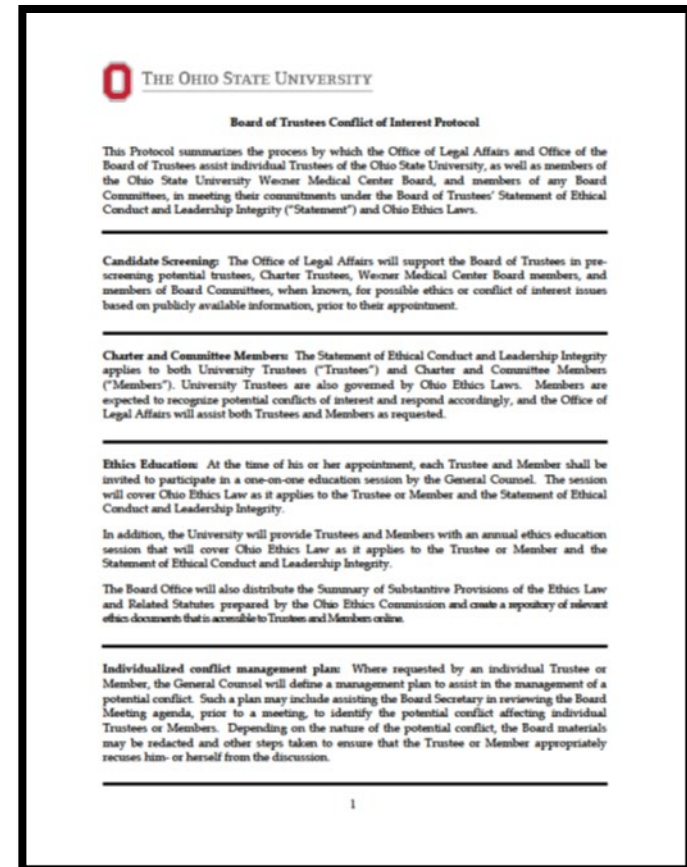 THE OHIO STATE UNIVERSITY
Board of Trustees Conflict of Interest Protocol
This Protocol summarizes the process by which the Office of Legal Affairs and Office of the
Board of Trustees assist individual Trustees of the Ohio State University, as well as members of
the Ohio State University Wexner Medical Center Board, and members of any Board
Committees, in meeting their commitments under the Board of Trustees' Statement of Ethical
Conduct and Leadership Integrity ("Statement") and Ohio Ethics Laws.
Candidate Screening: The Office of Legal Affairs will support the Board of Trustees in pre-
screening potential trustees, Charter Trustees, Wexner Medical Center Board members, and
members of Board Committees, when known, for possible ethics or conflict of interest issues
based on publicly available information, prior to their appointment.
Charter and Committee Members: The Statement of Ethical Conduct and Leadership Integrity
applies to both University Trustees ("Trustees") and Charter and Committee Members
("Members"). University Trustees are also governed by Ohio Ethics Laws. Members are
expected to recognize potential conflicts of interest and respond accordingly, and the Office of
Legal Affairs will assist both Trustees and Members as requested.
Ethics Education: At the time of his or her appointment, each Trustee and Member shall be
invited to participate in a one-on-one education session by the General Counsel. The session
will cover Ohio Ethics Law as it applies to the Trustee or Member and the Statement of Ethical
Conduct and Leadership Integrity.
In addition, the University will provide Trustees and Members with an annual ethics education
session that will cover Ohio Ethics Law as it applies to the Trustee or Member and the
Statement of Ethical Conduct and Leadership Integrity.
The Board Office will also distribute the Summary of Substantive Provisions of the Ethics Law
and Related Statutes prepared by the Ohio Ethics Commission and create a repository of relevant
ethics documents that is accessible to Trustees and Members online.
Individualized conflict management plan: Where requested by an individual Trustee or
Member, the General Counsel will define a management plan to assist in the management of a
potential conflict. Such a plan may include assisting the Board Secretary in reviewing the Board
Meeting agenda, prior to a meeting, to identify the potential conflict affecting individual
Trustees or Members. Depending on the nature of the potential conflict, the Board materials
may be redacted and other steps taken to ensure that the Trustee or Member appropriately
recuses him- or herself from the discussion.
1